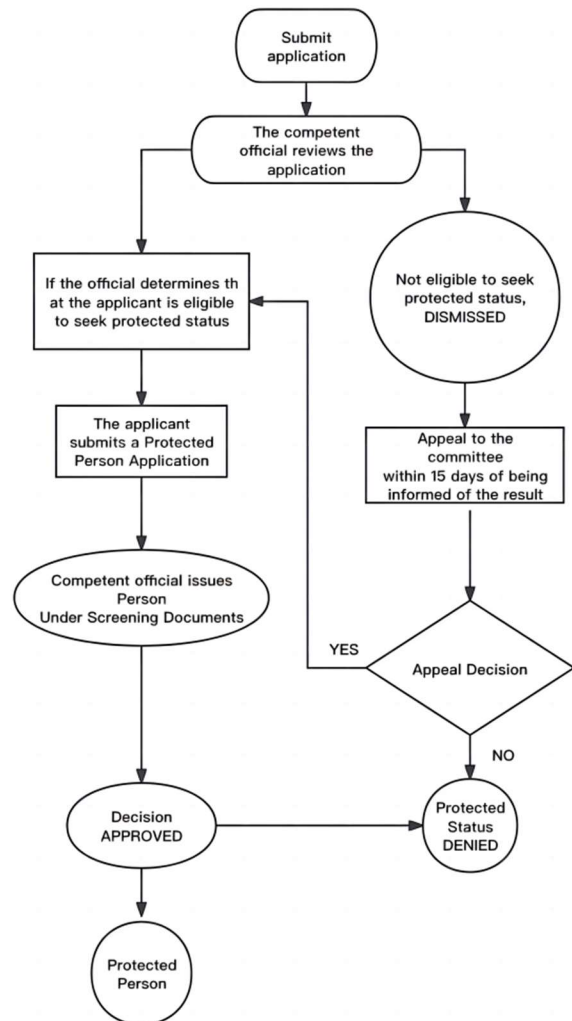 Submit
application
The competent
official reviews the
application
If the official determines th
at the applicant is eligible
to seek protected status
Not eligible to seek
protected status,
DISMISSED
The applicant
submits a Protected
Person Application
Appeal to the
committee
within 15 days of being
informed of the result
Competent official issues
Person
Under Screening Documents
YES
Appeal Decision
NO
Decision
APPROVED
Protected
Status
DENIED
Protected
Person